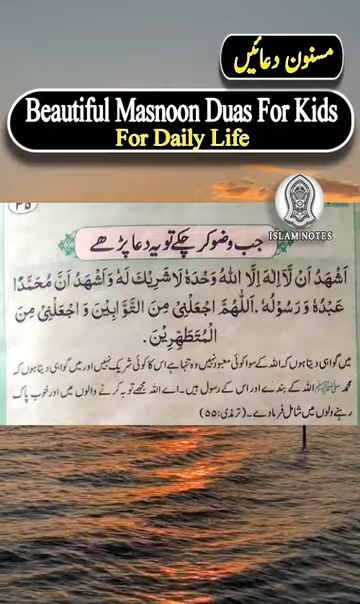 مسنون دعائیں
Beautiful Masnoon Duas For Kids
For Daily Life
۳۵
ISLAM NOTES
جب وضو کر چکے تو یہ دعا پڑھے
اَشْهَدُ اَنْ لَّآ اِلٰهَ اِلَّا اللّٰهُ وَحْدَهٗ لَا شَرِيْكَ لَهٗ وَاَشْهَدُ اَنَّ مُحَمَّدًا
عَبْدُهٗ وَرَسُوْلُهٗ۔ اَللّٰهُمَّ اجْعَلْنِيْ مِنَ التَّوَّابِيْنَ وَاجْعَلْنِيْ مِنَ
الْمُتَطَهِّرِيْنَ۔
میں گواہی دیتا ہوں کہ اللہ کے سوا کوئی معبود نہیں وہ تنہا ہے اس کا کوئی شریک نہیں اور میں گواہی دیتا ہوں کہ
محمد ﷺ اللہ کے بندے اور اس کے رسول ہیں۔ اے اللہ مجھے توبہ کرنے والوں میں اور خوب پاک
رہنے ولوں میں شامل فرما دے۔ (ترمذی: ۵۵)